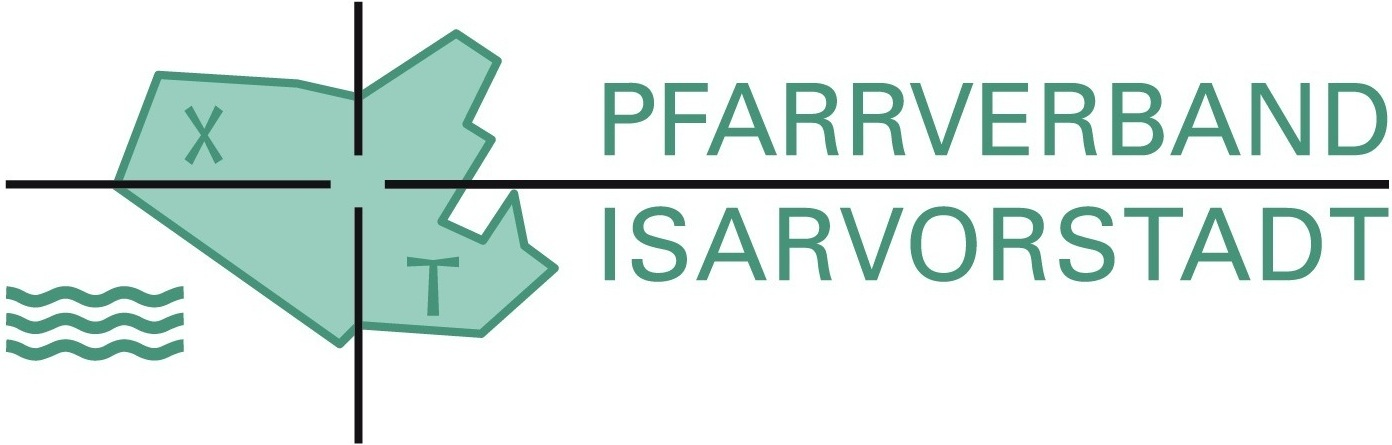 X
PFARRVERBAND
ISARVORSTADT
T